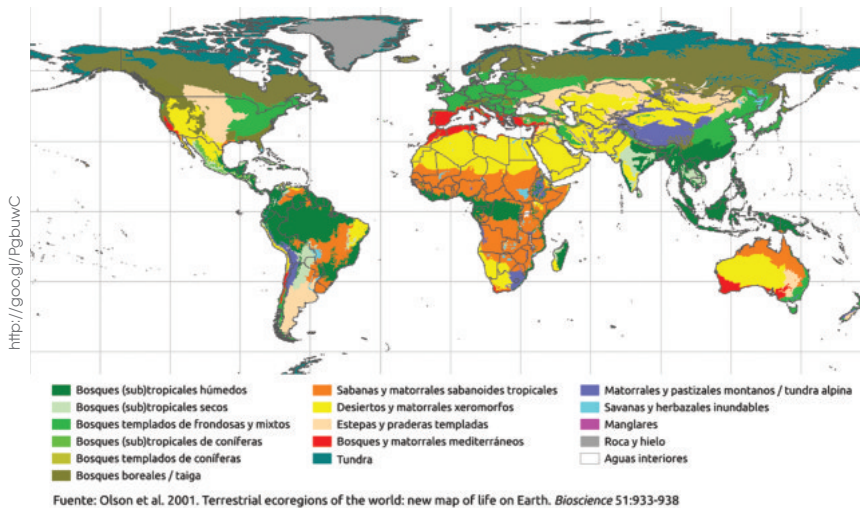 http://goo.gl/PgbuwC
Bosques (sub)tropicales húmedos
Bosques (sub)tropicales secos
Bosques templados de frondosas y mixtos
Bosques (sub)tropicales de coníferas
Bosques templados de coníferas
Bosques boreales / taiga
Sabanas y matorrales sabanoides tropicales
Desiertos y matorrales xeromorfos
Estepas y praderas templadas
Bosques y matorrales mediterráneos
Tundra
Matorrales y pastizales montanos / tundra alpina
Savanas y herbazales inundables
Manglares
Roca y hielo
Aguas interiores
Fuente: Olson et al. 2001. Terrestrial ecoregions of the world: new map of life on Earth. Bioscience 51:933-938